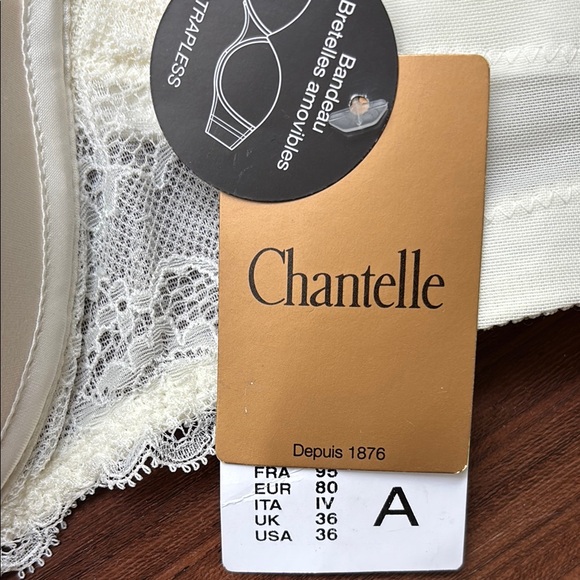 STRAPLESS
Bandeau
Bretelles amovibles
Chantelle
Depuis 1876
FRA 95
EUR 80
ITA IV
UK 36
USA 36
A